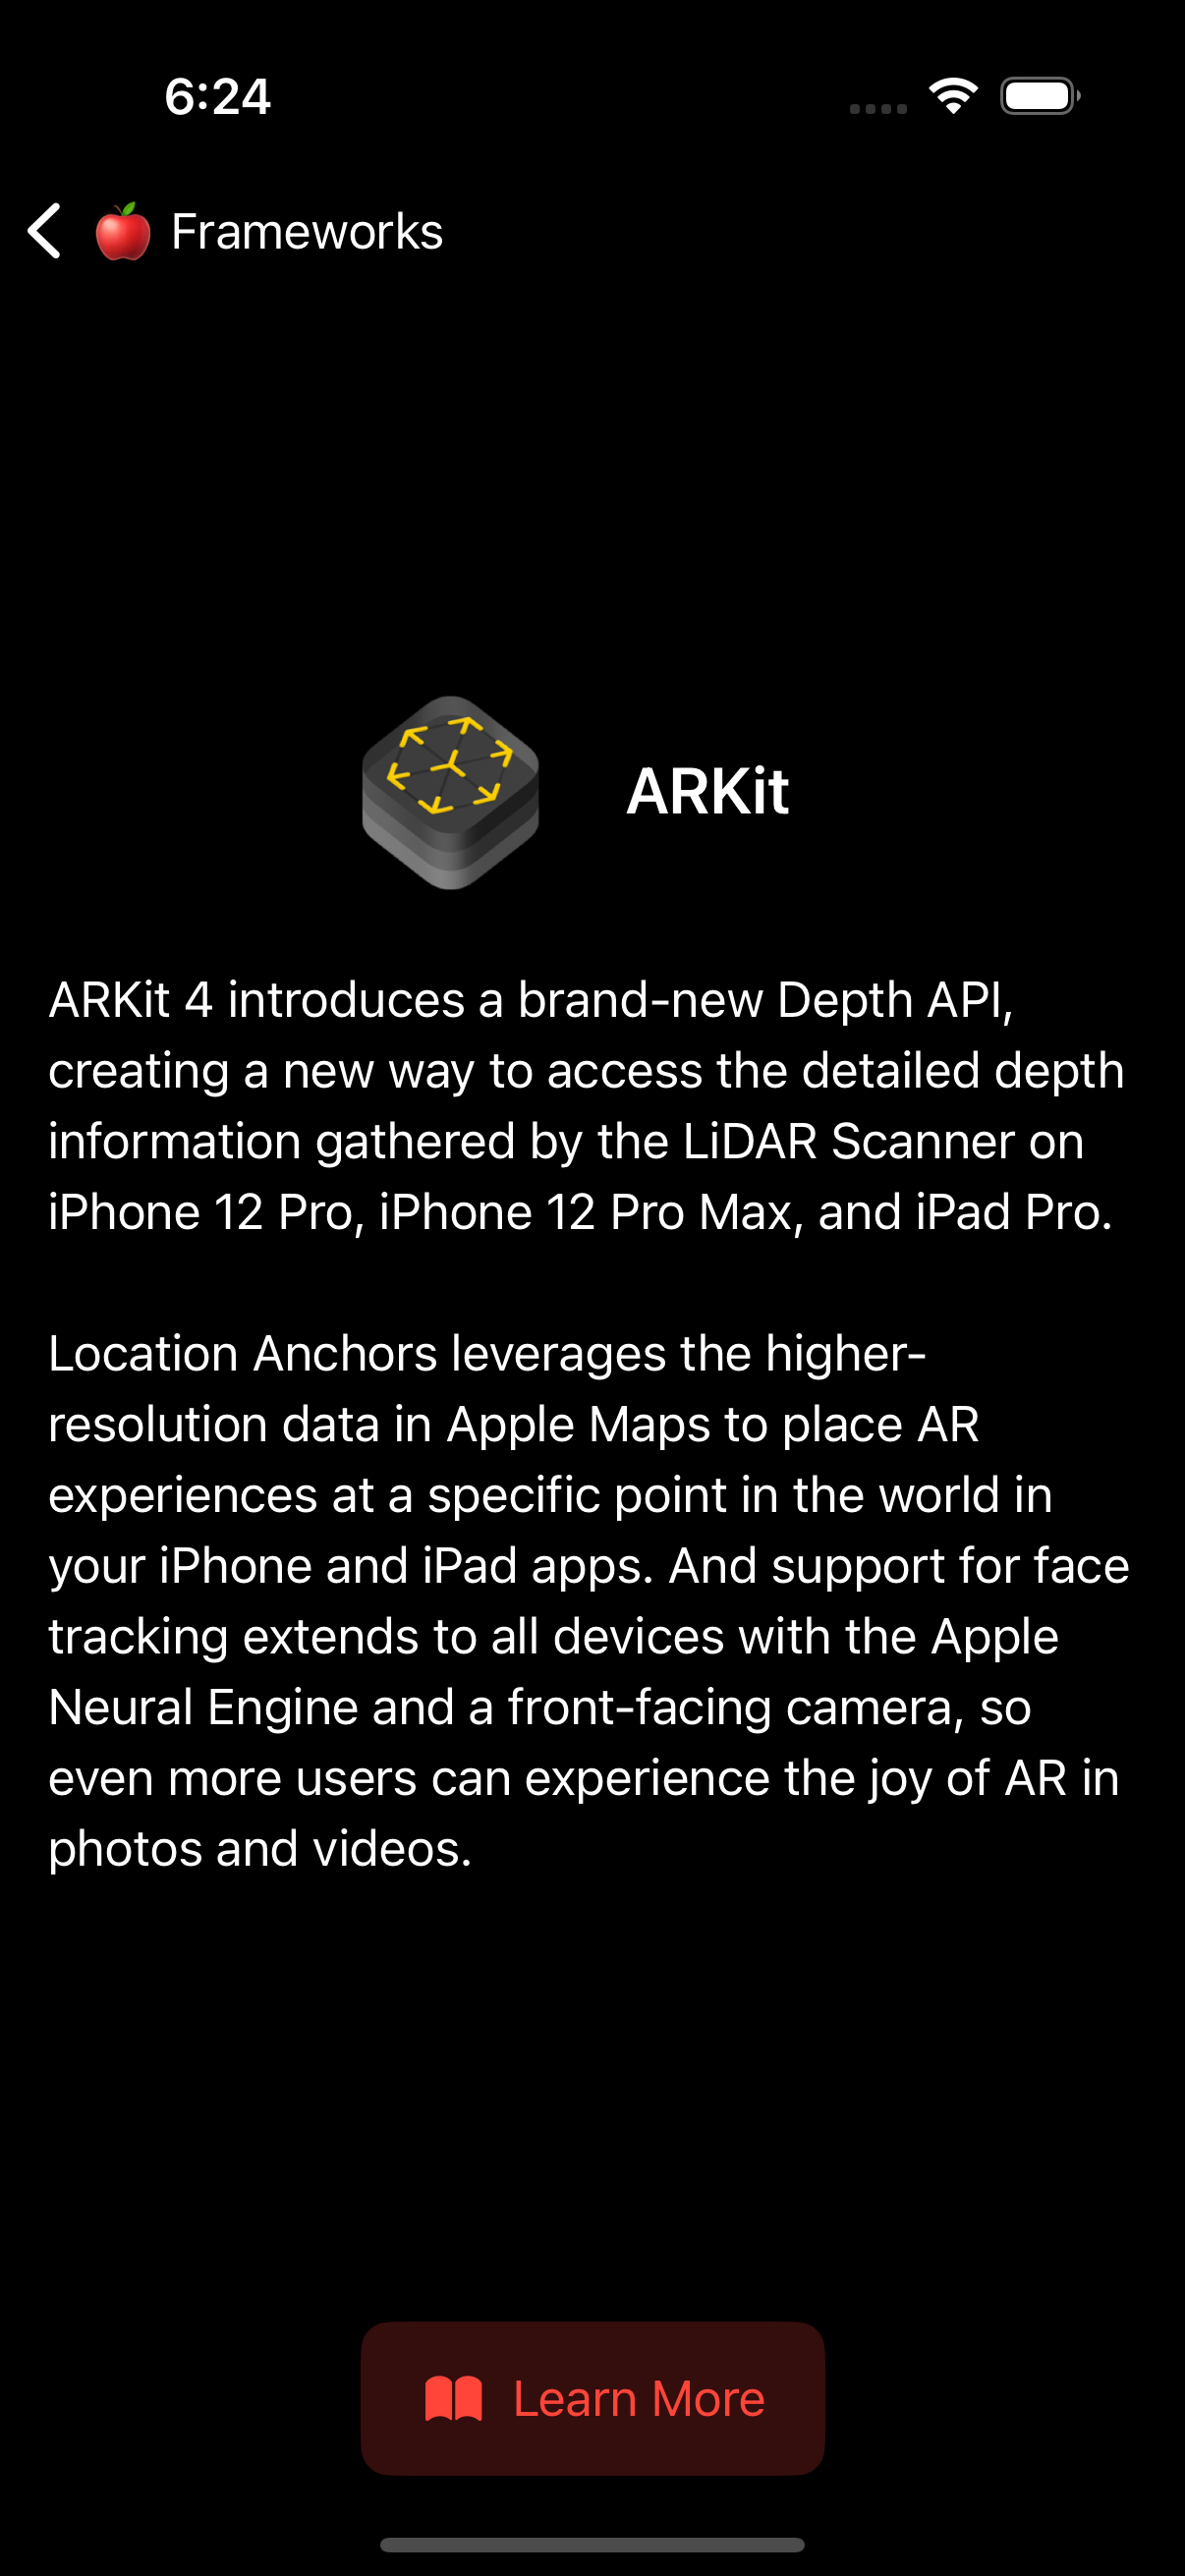 6:24
Frameworks
ARKit
ARKit 4 introduces a brand-new Depth API,
creating a new way to access the detailed depth
information gathered by the LiDAR Scanner on
iPhone 12 Pro, iPhone 12 Pro Max, and iPad Pro.
Location Anchors leverages the higher-
resolution data in Apple Maps to place AR
experiences at a specific point in the world in
your iPhone and iPad apps. And support for face
tracking extends to all devices with the Apple
Neural Engine and a front-facing camera, so
even more users can experience the joy of AR in
photos and videos.
Learn More